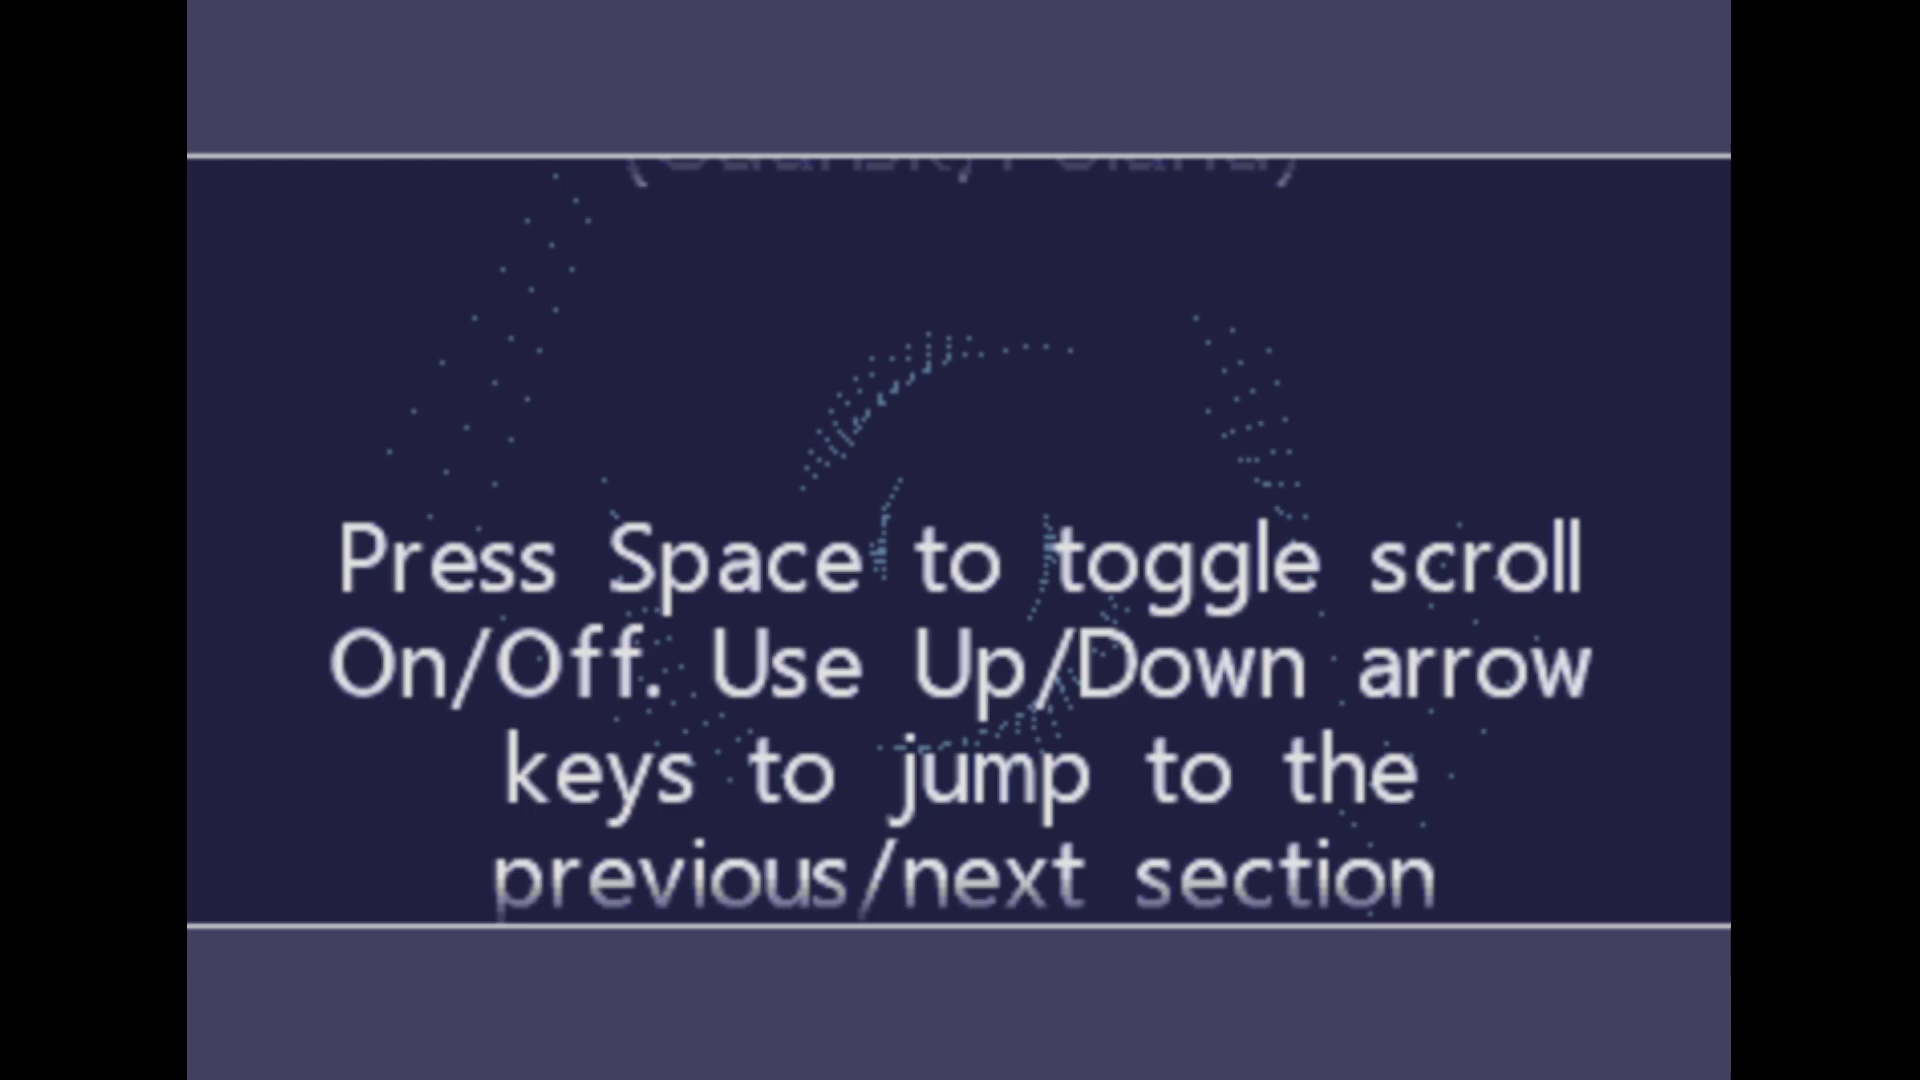 Press Space to toggle scroll
On/Off. Use Up/Down arrow
keys to jump to the
previous/next section